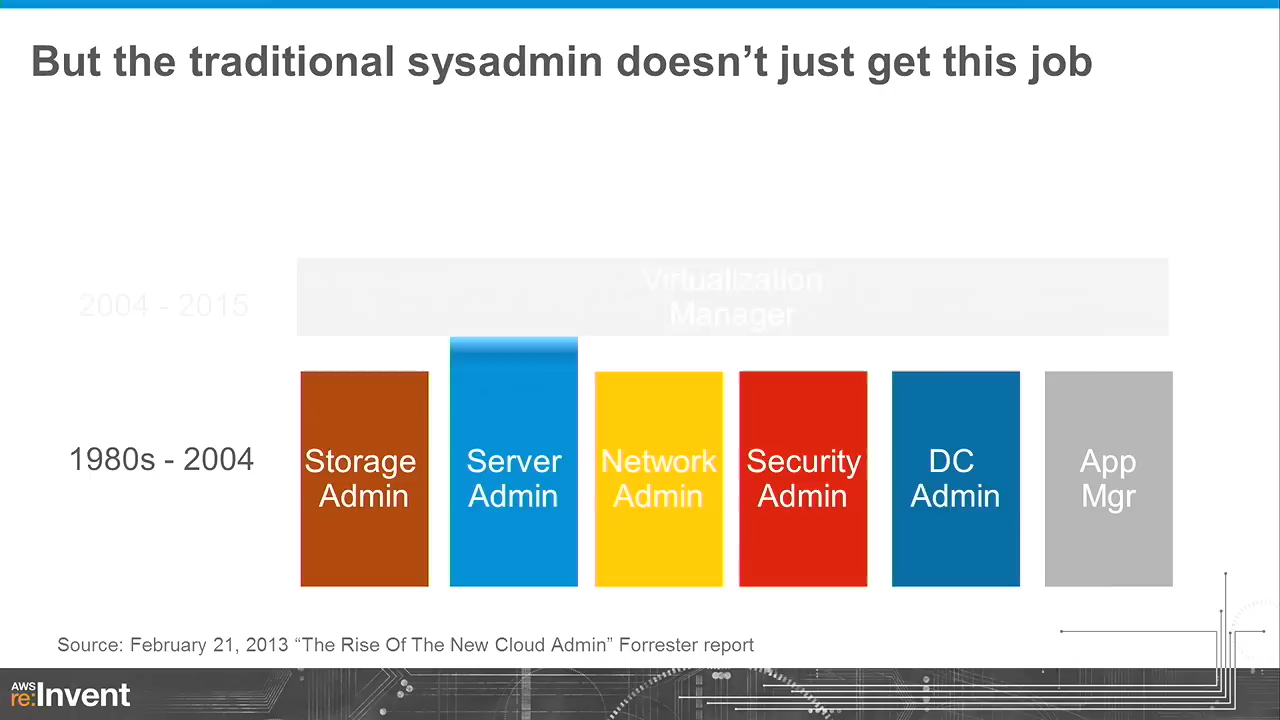 But the traditional sysadmin doesn’t just get this job
2004 - 2015
Virtualization
Manager
1980s - 2004
Storage
Admin
Server
Admin
Network
Admin
Security
Admin
DC
Admin
App
Mgr
Source: February 21, 2013 “The Rise Of The New Cloud Admin” Forrester report
AWS
re:Invent